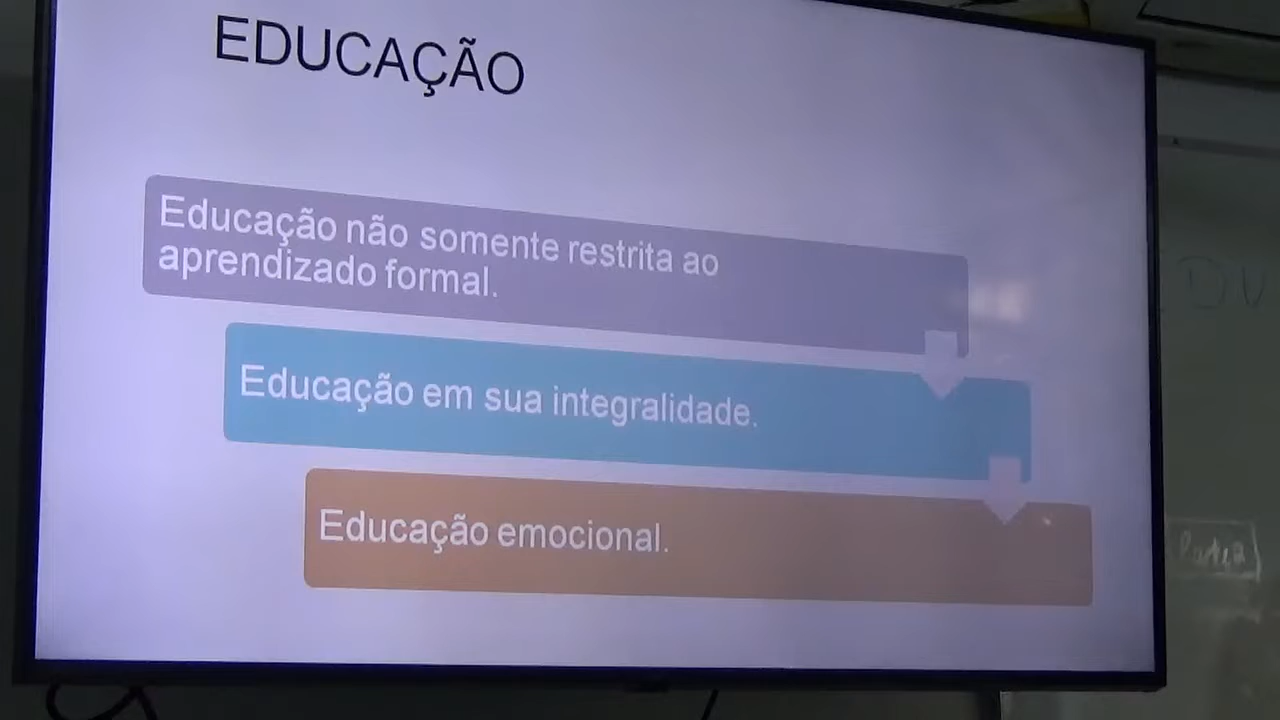 EDUCAÇÃO
Educação não somente restrita ao
aprendizado formal.
Educação em sua integralidade.
Educação emocional.